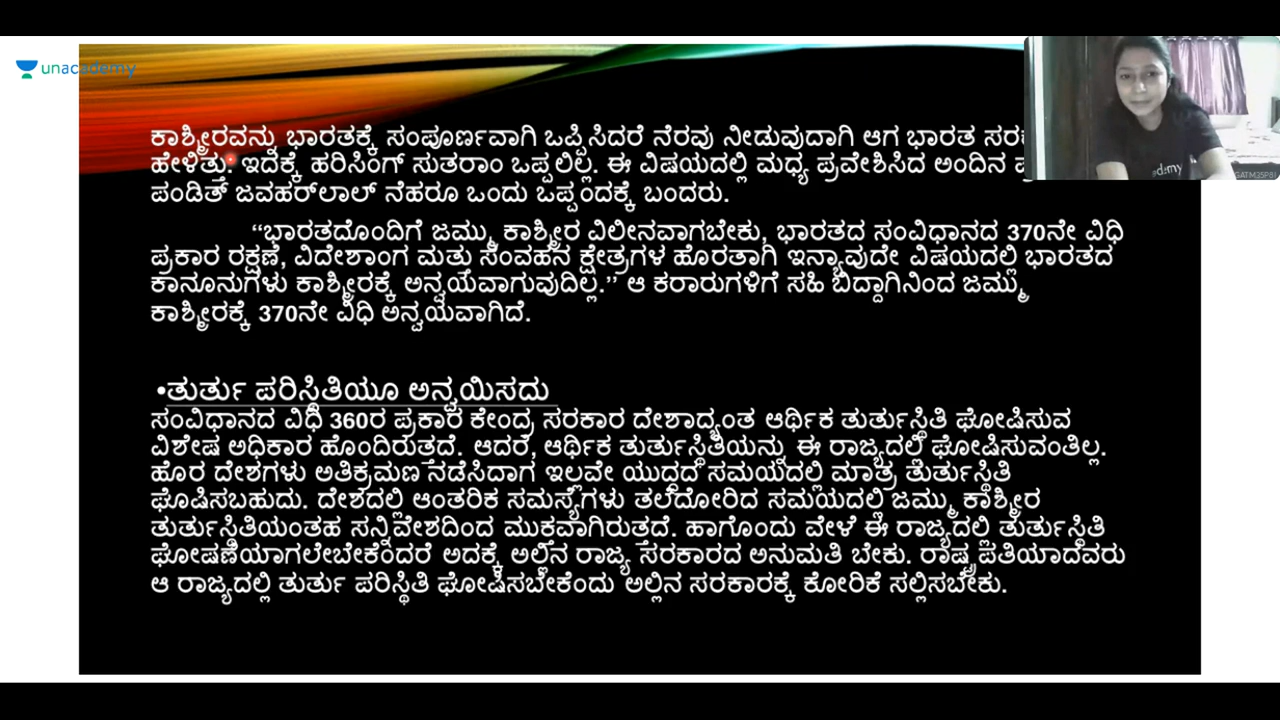 unacademy
ಕಾಶ್ಮೀರವನ್ನು ಭಾರತಕ್ಕೆ ಸಂಪೂರ್ಣವಾಗಿ ಒಪ್ಪಿಸಿದರೆ ನೆರವು ನೀಡುವುದಾಗಿ ಆಗ ಭಾರತ
ಹೇಳಿತ್ತು. ಇದಕ್ಕೆ ಹರಿಸಿಂಗ್ ಸುತರಾಂ ಒಪ್ಪಲಿಲ್ಲ. ಈ ವಿಷಯದಲ್ಲಿ ಮಧ್ಯ ಪ್ರವೇಶಿಸಿದ ಅಂದಿನ
ಪಂಡಿತ್ ಜವಹರ್‌ಲಾಲ್ ನೆಹರೂ ಒಂದು ಒಪ್ಪಂದಕ್ಕೆ ಬಂದರು.
“ಭಾರತದೊಂದಿಗೆ ಜಮ್ಮು ಕಾಶ್ಮೀರ ವಿಲೀನವಾಗಬೇಕು, ಭಾರತದ ಸಂವಿಧಾನದ 370ನೇ ವಿಧಿ
ಪ್ರಕಾರ ರಕ್ಷಣೆ, ವಿದೇಶಾಂಗ ಮತ್ತು ಸಂವಹನ ಕ್ಷೇತ್ರಗಳ ಹೊರತಾಗಿ ಇನ್ಯಾವುದೇ ವಿಷಯದಲ್ಲಿ ಭಾರತದ
ಕಾನೂನುಗಳು ಕಾಶ್ಮೀರಕ್ಕೆ ಅನ್ವಯವಾಗುವುದಿಲ್ಲ.” ಆ ಕರಾರುಗಳಿಗೆ ಸಹಿ ಬಿದ್ದಾಗಿನಿಂದ ಜಮ್ಮು
ಕಾಶ್ಮೀರಕ್ಕೆ 370ನೇ ವಿಧಿ ಅನ್ವಯವಾಗಿದೆ.
•ತುರ್ತು ಪರಿಸ್ಥಿತಿಯೂ ಅನ್ವಯಿಸದು
ಸಂವಿಧಾನದ ವಿಧಿ 360ರ ಪ್ರಕಾರ ಕೇಂದ್ರ ಸರಕಾರ ದೇಶಾದ್ಯಂತ ಆರ್ಥಿಕ ತುರ್ತುಸ್ಥಿತಿ ಘೋಷಿಸುವ
ವಿಶೇಷ ಅಧಿಕಾರ ಹೊಂದಿರುತ್ತದೆ. ಆದರೆ, ಆರ್ಥಿಕ ತುರ್ತುಸ್ಥಿತಿಯನ್ನು ಈ ರಾಜ್ಯದಲ್ಲಿ ಘೋಷಿಸುವಂತಿಲ್ಲ.
ಹೊರ ದೇಶಗಳು ಅತಿಕ್ರಮಣ ನಡೆಸಿದಾಗ ಇಲ್ಲವೇ ಯುದ್ಧದ ಸಮಯದಲ್ಲಿ ಮಾತ್ರ ತುರ್ತುಸ್ಥಿತಿ
ಘೊಷಿಸಬಹುದು. ದೇಶದಲ್ಲಿ ಆಂತರಿಕ ಸಮಸ್ಯೆಗಳು ತಲೆದೋರಿದ ಸಮಯದಲ್ಲಿ ಜಮ್ಮು ಕಾಶ್ಮೀರ
ತುರ್ತುಸ್ಥಿತಿಯಂತಹ ಸನ್ನಿವೇಶದಿಂದ ಮುಕ್ತವಾಗಿರುತ್ತದೆ. ಹಾಗೊಂದು ವೇಳೆ ಈ ರಾಜ್ಯದಲ್ಲಿ ತುರ್ತುಸ್ಥಿತಿ
ಘೋಷಣೆಯಾಗಲೇಬೇಕೆಂದರೆ ಅದಕ್ಕೆ ಅಲ್ಲಿನ ರಾಜ್ಯ ಸರಕಾರದ ಅನುಮತಿ ಬೇಕು. ರಾಷ್ಟ್ರಪತಿಯಾದವರು
ಆ ರಾಜ್ಯದಲ್ಲಿ ತುರ್ತು ಪರಿಸ್ಥಿತಿ ಘೋಷಿಸಬೇಕೆಂದು ಅಲ್ಲಿನ ಸರಕಾರಕ್ಕೆ ಕೋರಿಕೆ ಸಲ್ಲಿಸಬೇಕು.